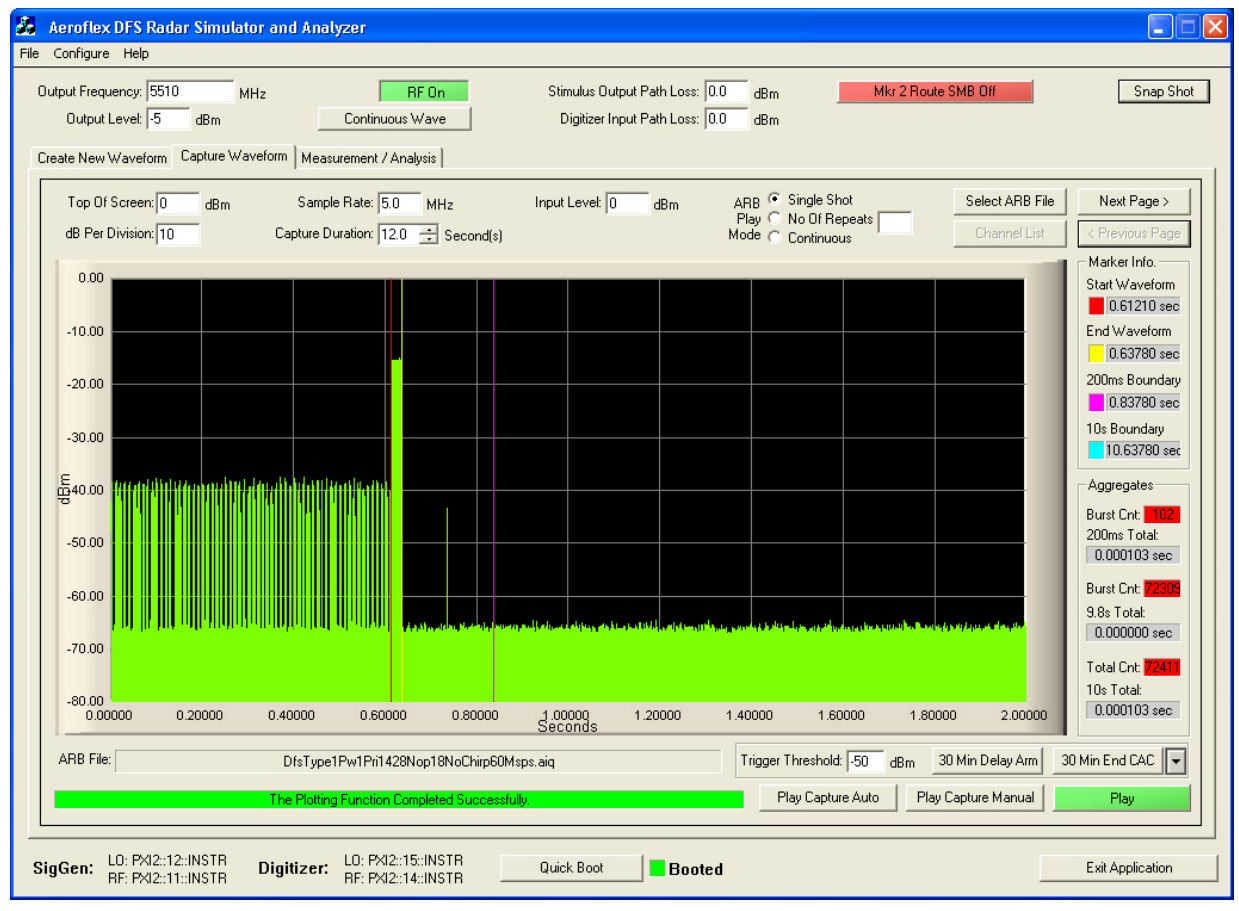 Aeroflex DFS Radar Simulator and Analyzer
File Configure Help
Output Frequency: 5510 MHz
RF On
Stimulus Output Path Loss: 0.0 dBm
Mkr 2 Route SMB Off
Snap Shot
Output Level: -5 dBm
Continuous Wave
Digitizer Input Path Loss: 0.0 dBm
Create New Waveform Capture Waveform Measurement / Analysis
Top Of Screen: 0 dBm
Sample Rate: 5.0 MHz
Input Level: 0 dBm
ARB Play Mode
Single Shot
No Of Repeats
Continuous
Select ARB File
Next Page >
dB Per Division: 10
Capture Duration: 12.0 Second(s)
Channel List
< Previous Page
0.00
-10.00
-20.00
-30.00
-40.00
-50.00
-60.00
-70.00
-80.00
dBm
0.00000 0.20000 0.40000 0.60000 0.80000 1.00000 1.20000 1.40000 1.60000 1.80000 2.00000
Seconds
Marker Info.
Start Waveform
0.61210 sec
End Waveform
0.63780 sec
200ms Boundary
0.83780 sec
10s Boundary
10.63780 sec
Aggregates
Burst Cnt: 102
200ms Total:
0.000103 sec
Burst Cnt: 72309
9.8s Total:
0.000000 sec
Total Cnt: 72411
10s Total:
0.000103 sec
ARB File: DfsType1Pw1Pri1428Nop18NoChirp60Msps.aiq
Trigger Threshold: -50 dBm
30 Min Delay Arm
30 Min End CAC
The Plotting Function Completed Successfully.
Play Capture Auto
Play Capture Manual
Play
SigGen: LO: PXI2::12::INSTR
RF: PXI2::11::INSTR
Digitizer: LO: PXI2::15::INSTR
RF: PXI2::14::INSTR
Quick Boot
Booted
Exit Application